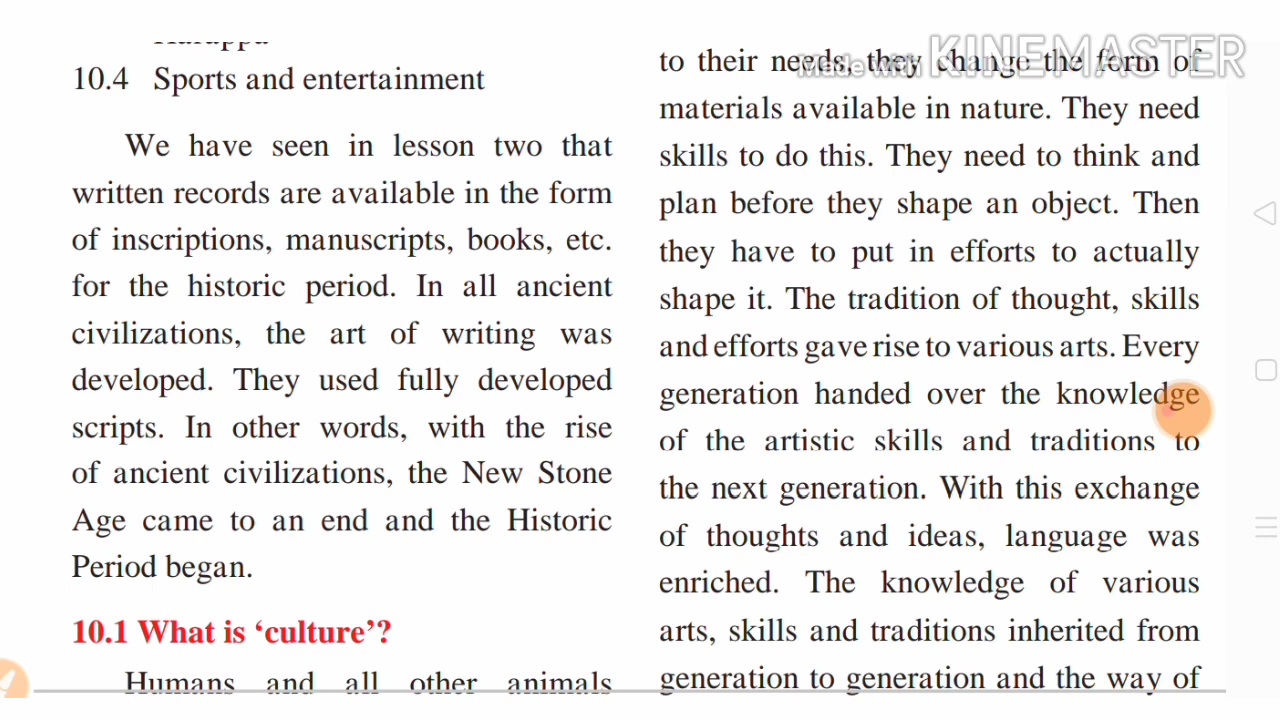 10.4 Sports and entertainment
We have seen in lesson two that
written records are available in the form
of inscriptions, manuscripts, books, etc.
for the historic period. In all ancient
civilizations, the art of writing was
developed. They used fully developed
scripts. In other words, with the rise
of ancient civilizations, the New Stone
Age came to an end and the Historic
Period began.
10.1 What is ‘culture’?
Humans and all other animals
to their needs, they change the form of
materials available in nature. They need
skills to do this. They need to think and
plan before they shape an object. Then
they have to put in efforts to actually
shape it. The tradition of thought, skills
and efforts gave rise to various arts. Every
generation handed over the knowledge
of the artistic skills and traditions to
the next generation. With this exchange
of thoughts and ideas, language was
enriched. The knowledge of various
arts, skills and traditions inherited from
generation to generation and the way of
Made with KINEMASTER